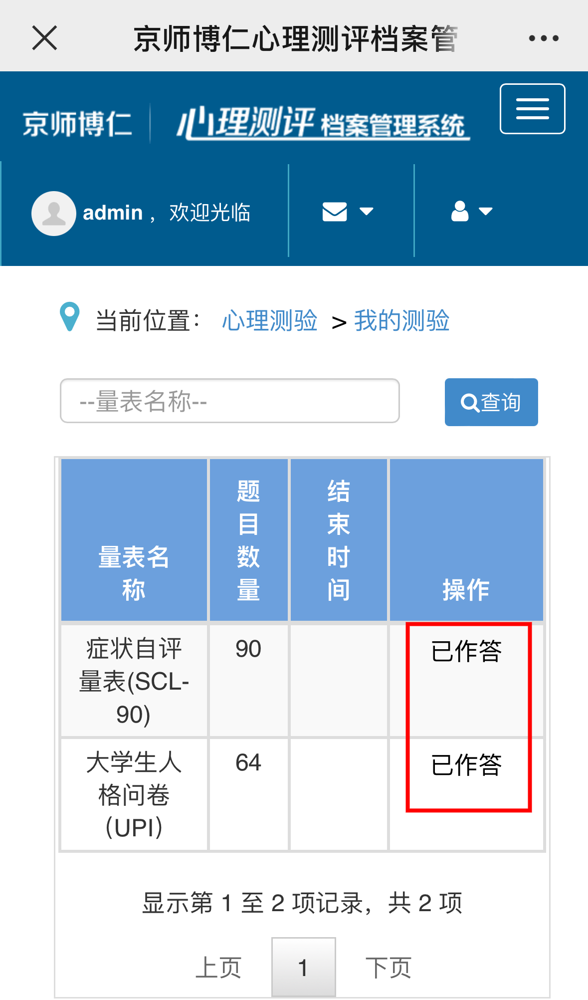 京师博仁心理测评档案管
京师博仁 心理测评 档案管理系统
admin ，欢迎光临
当前位置： 心理测验 > 我的测验
--量表名称--
查询
量表名称
题目数量
结束时间
操作
症状自评
量表(SCL-
90)
90
已作答
大学生人
格问卷
(UPI)
64
已作答
显示第 1 至 2 项记录，共 2 项
上页 1 下页